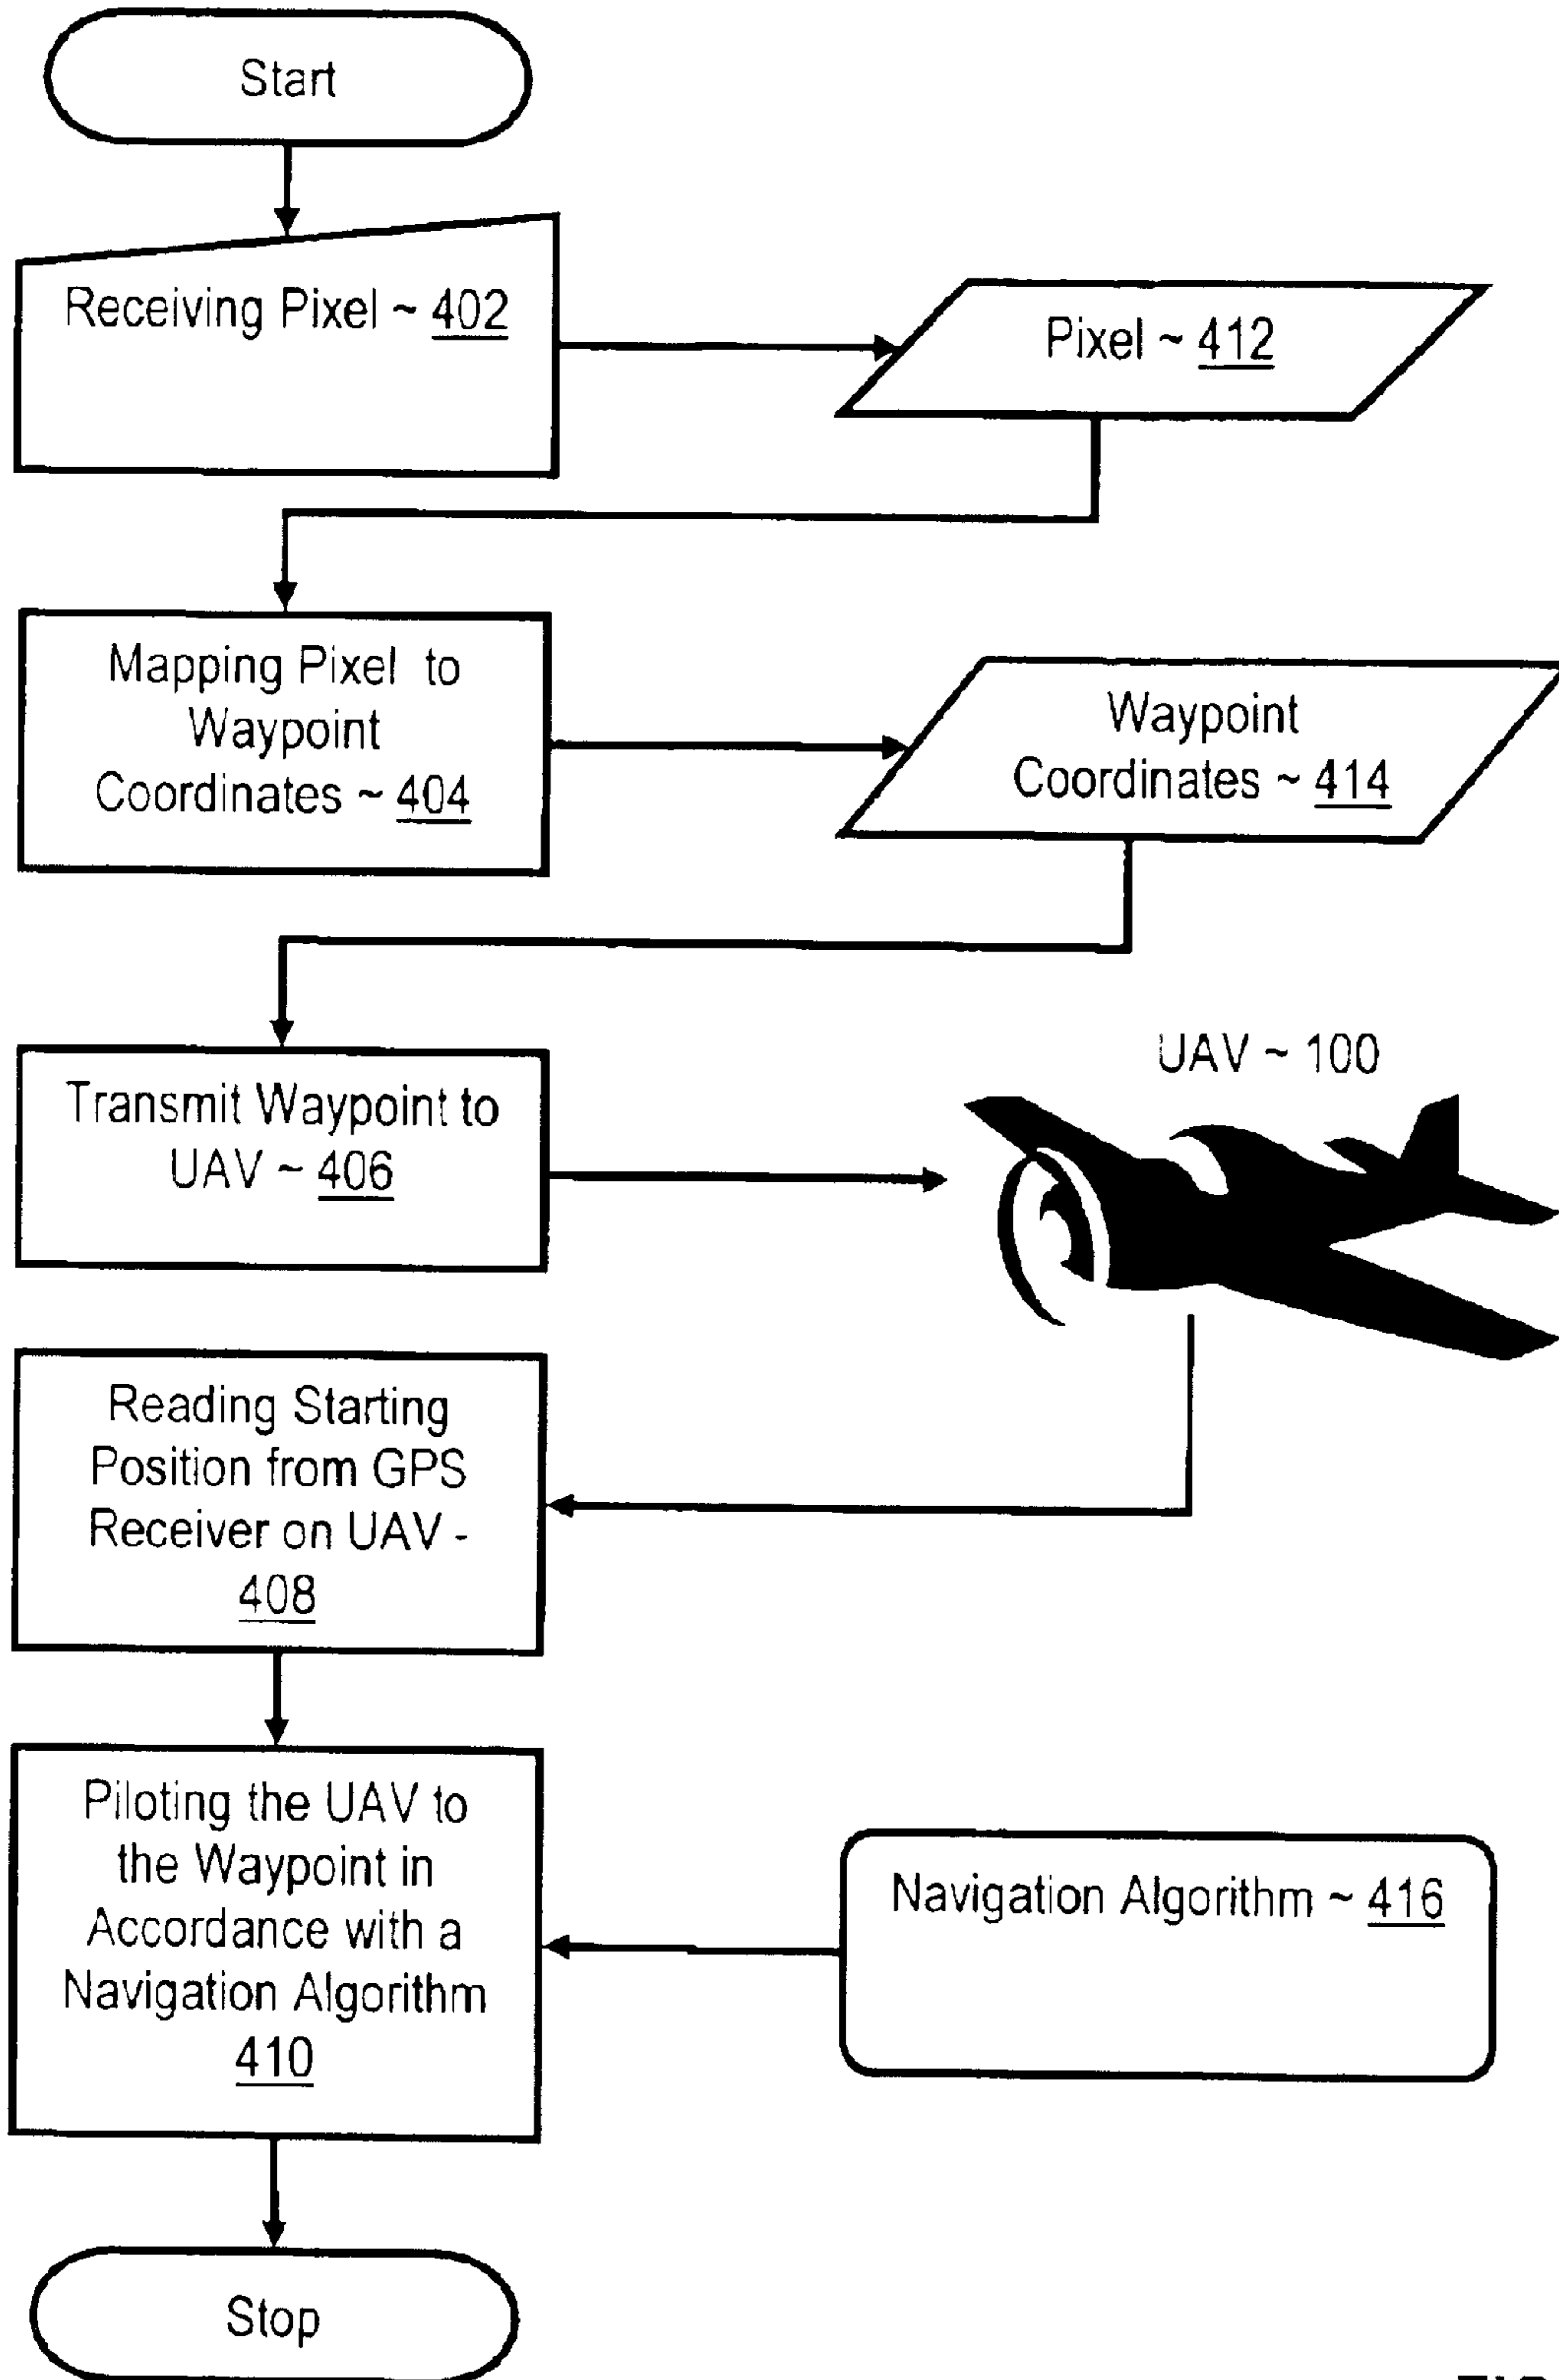 Start
Receiving Pixel ~ 402
Pixel ~ 412
Mapping Pixel to
Waypoint
Coordinates ~ 404
Waypoint
Coordinates ~ 414
Transmit Waypoint to
UAV ~ 406
UAV ~ 100
Reading Starting
Position from GPS
Receiver on UAV -
408
Piloting the UAV to
the Waypoint in
Accordance with a
Navigation Algorithm
410
Navigation Algorithm ~ 416
Stop